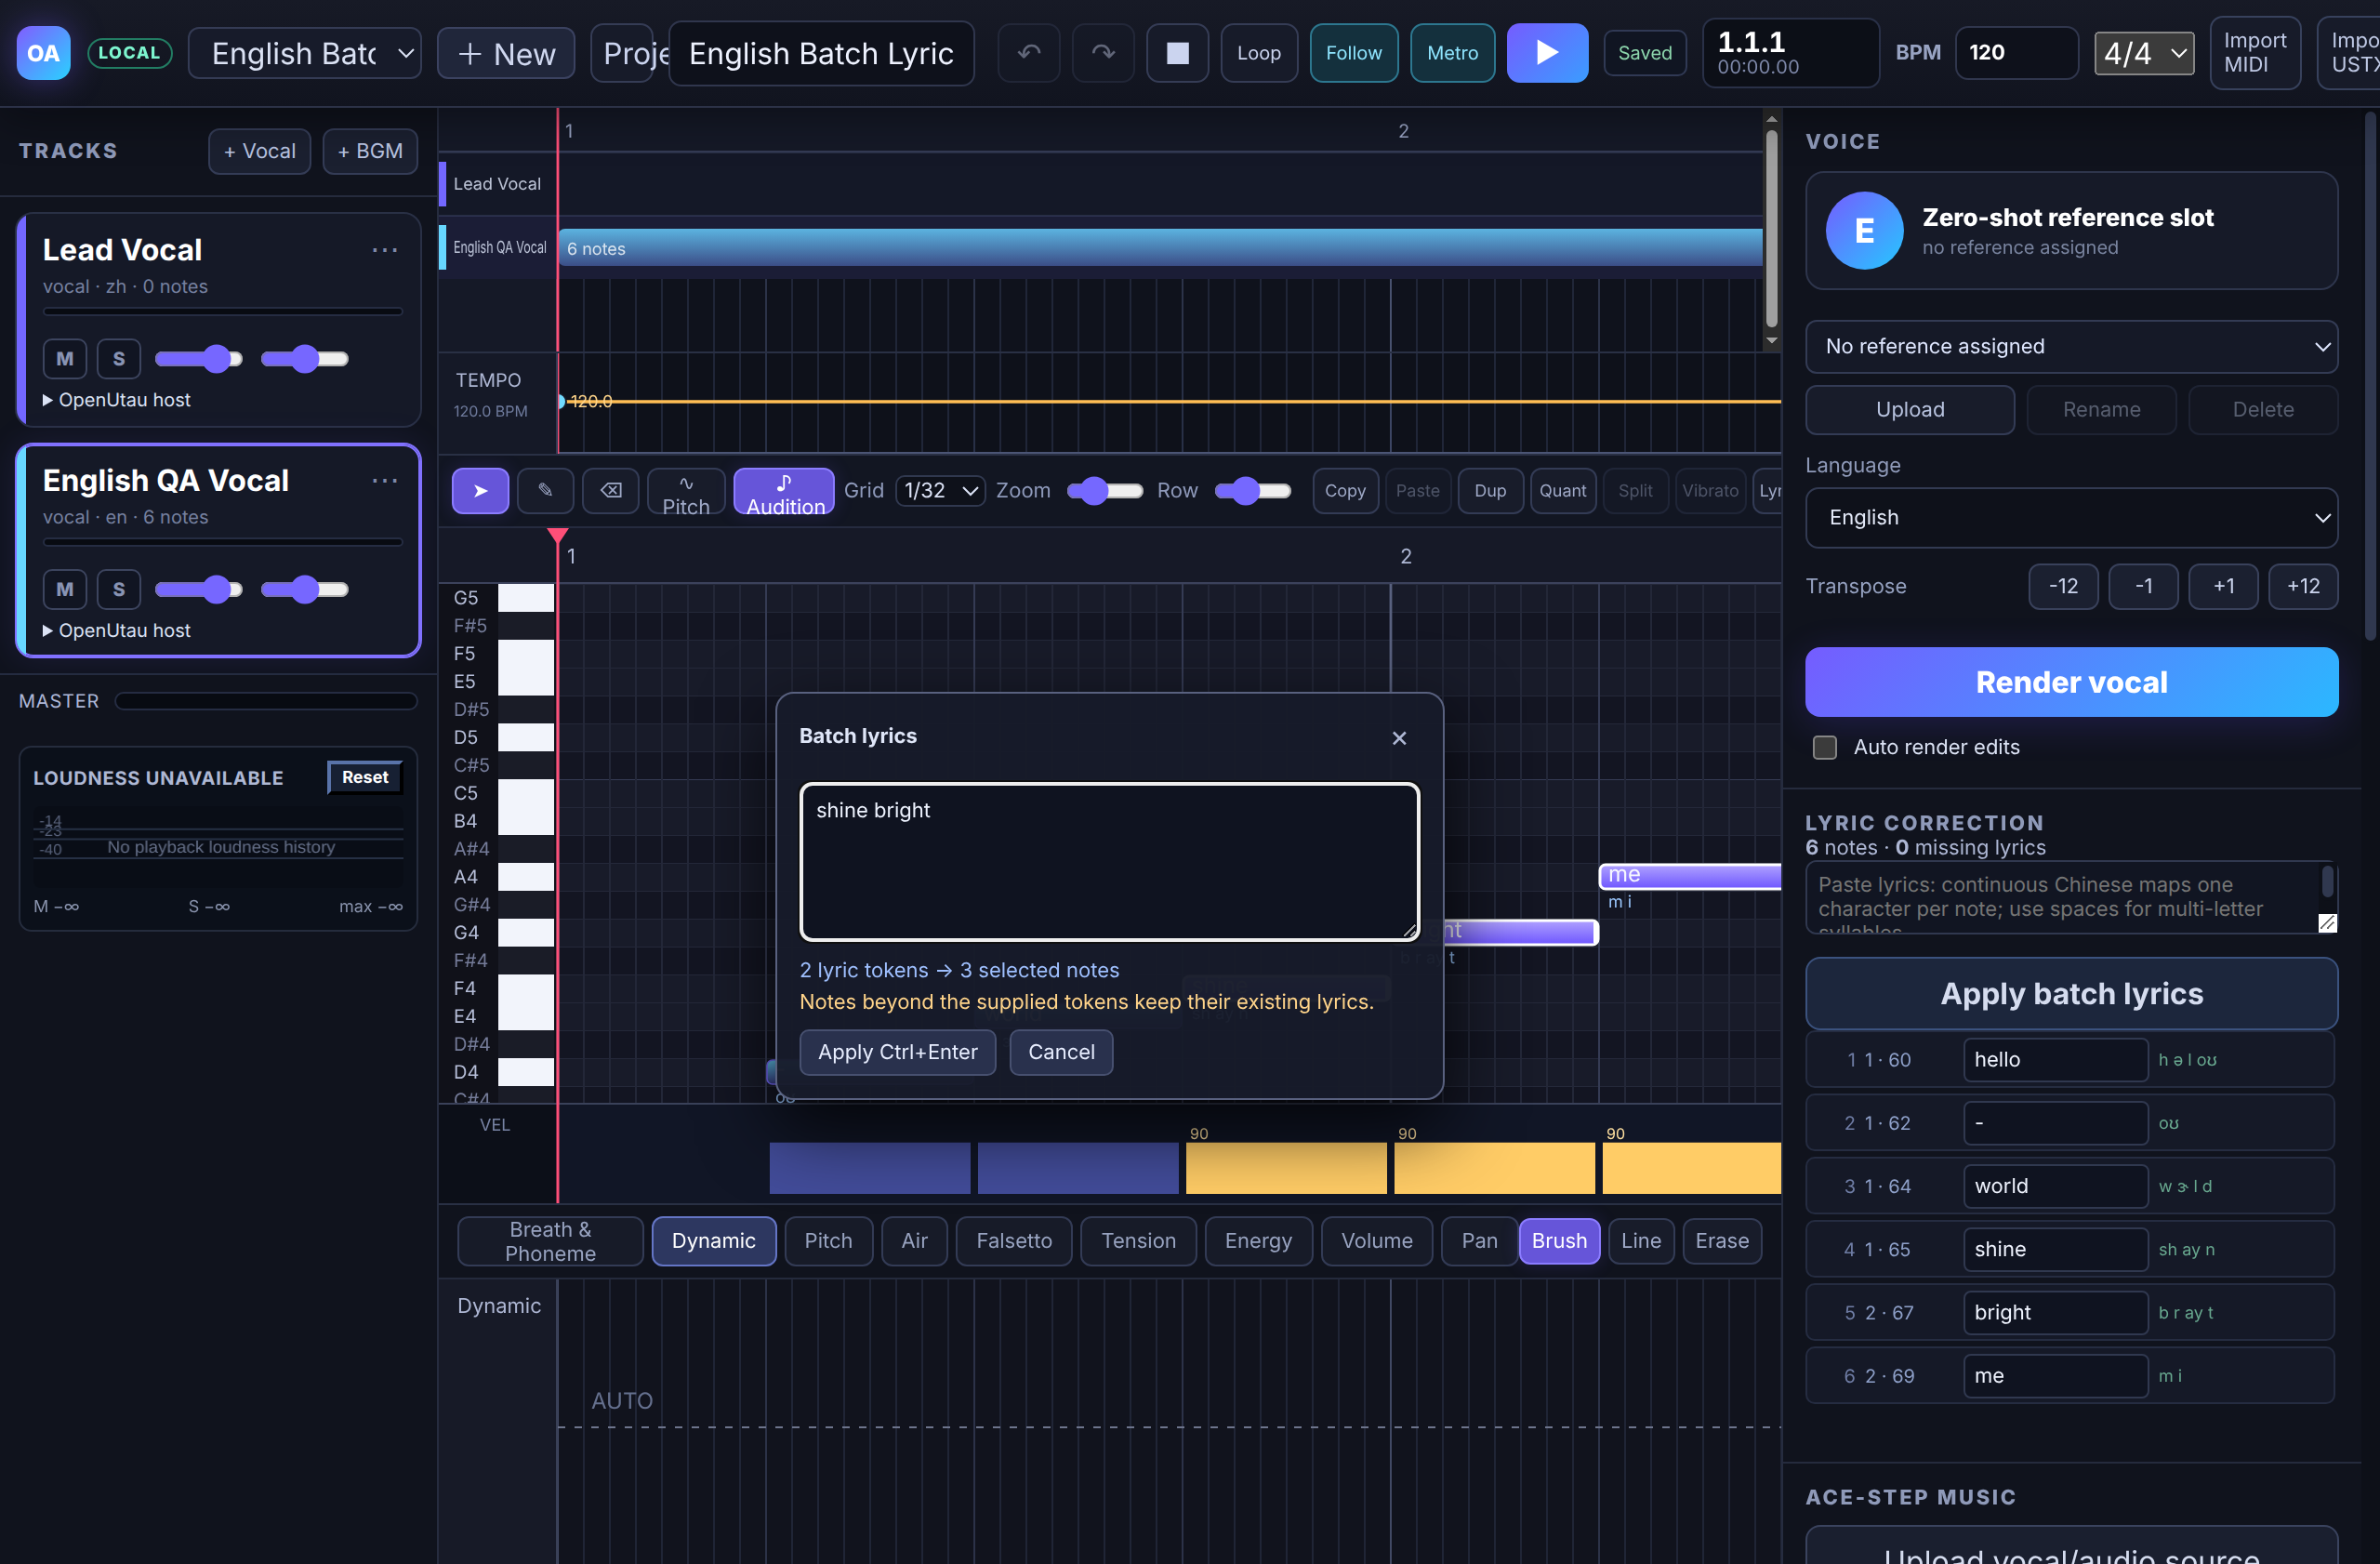 OA
LOCAL
English Batc
+ New
Proje
English Batch Lyric
Loop
Follow
Metro
Saved
1.1.1
00:00.00
BPM
120
4/4
Import
MIDI
Impo
USTX
TRACKS
+ Vocal
+ BGM
Lead Vocal
vocal · zh · 0 notes
M
S
OpenUtau host
English QA Vocal
vocal · en · 6 notes
M
S
OpenUtau host
MASTER
LOUDNESS UNAVAILABLE
Reset
-14
-23
-40
No playback loudness history
M -∞
S -∞
max -∞
1
2
Lead Vocal
English QA Vocal
6 notes
TEMPO
120.0 BPM
120.0
Pitch
Audition
Grid
1/32
Zoom
Row
Copy
Paste
Dup
Quant
Split
Vibrato
Lyr
1
2
G5
F#5
F5
E5
D#5
D5
C#5
C5
B4
A#4
A4
G#4
G4
F#4
F4
E4
D#4
D4
C#4
me
m i
Batch lyrics
shine bright
2 lyric tokens → 3 selected notes
Notes beyond the supplied tokens keep their existing lyrics.
Apply Ctrl+Enter
Cancel
VEL
90
90
90
Breath &
Phoneme
Dynamic
Pitch
Air
Falsetto
Tension
Energy
Volume
Pan
Brush
Line
Erase
Dynamic
AUTO
VOICE
E
Zero-shot reference slot
no reference assigned
No reference assigned
Upload
Rename
Delete
Language
English
Transpose
-12
-1
+1
+12
Render vocal
Auto render edits
LYRIC CORRECTION
6 notes · 0 missing lyrics
Paste lyrics: continuous Chinese maps one
character per note; use spaces for multi-letter
syllables
Apply batch lyrics
1 1 · 60 hello h ə l oʊ
2 1 · 62 - oʊ
3 1 · 64 world w ɝ l d
4 1 · 65 shine sh ay n
5 2 · 67 bright b r ay t
6 2 · 69 me m i
ACE-STEP MUSIC
Upload vocal/audio source